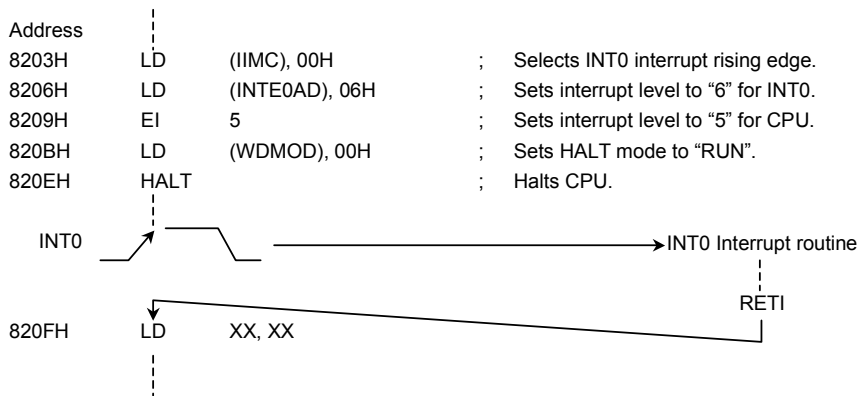 Address
8203H LD (IIMC), 00H ; Selects INT0 interrupt rising edge.
8206H LD (INTE0AD), 06H ; Sets interrupt level to “6” for INT0.
8209H EI 5 ; Sets interrupt level to “5” for CPU.
820BH LD (WDMOD), 00H ; Sets HALT mode to “RUN”.
820EH HALT ; Halts CPU.
INT0 INT0 Interrupt routine
RETI
820FH LD XX, XX